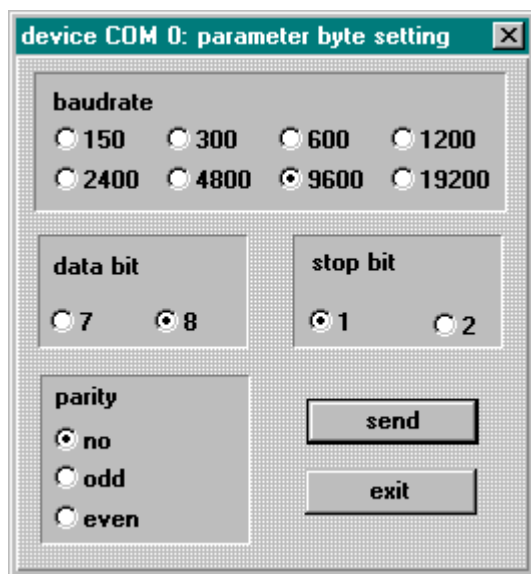 device COM 0: parameter byte setting
baudrate
150 300 600 1200
2400 4800 9600 19200
data bit
7 8
stop bit
1 2
parity
no
odd
even
send
exit